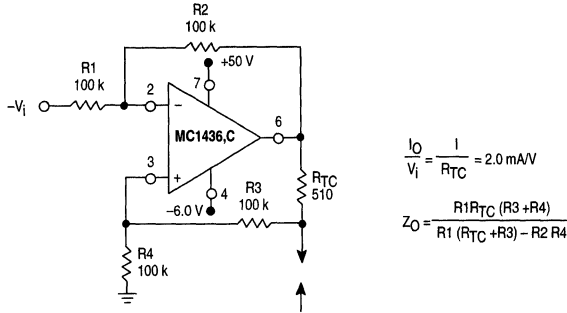 R2
100 k
+50 V
R1
100 k
7
2
–Vi
–
MC1436,C
6
3
+
4
–6.0 V
R3
100 k
RTC
510
R4
100 k
IO
Vi
=
I
RTC
= 2.0 mA/V
ZO =
R1RTC (R3 +R4)
R1 (RTC +R3) – R2 R4